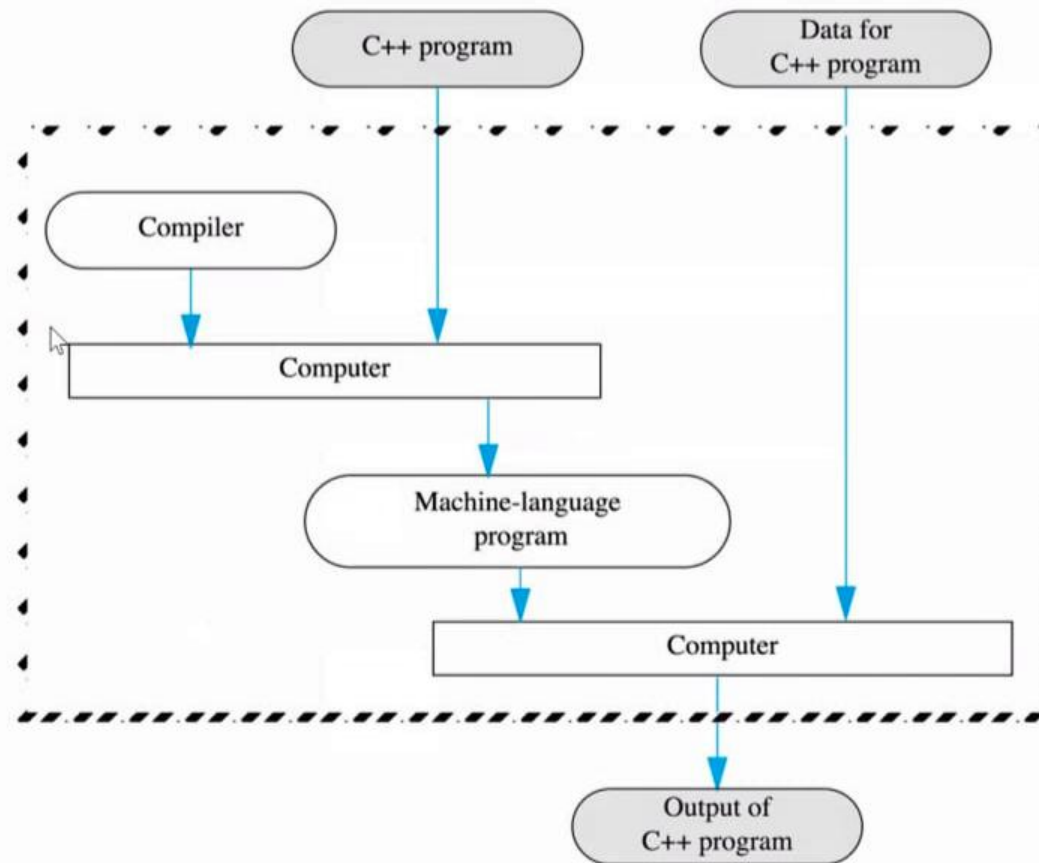 C++ program
Data for
C++ program
Compiler
Computer
Machine-language
program
Computer
Output of
C++ program